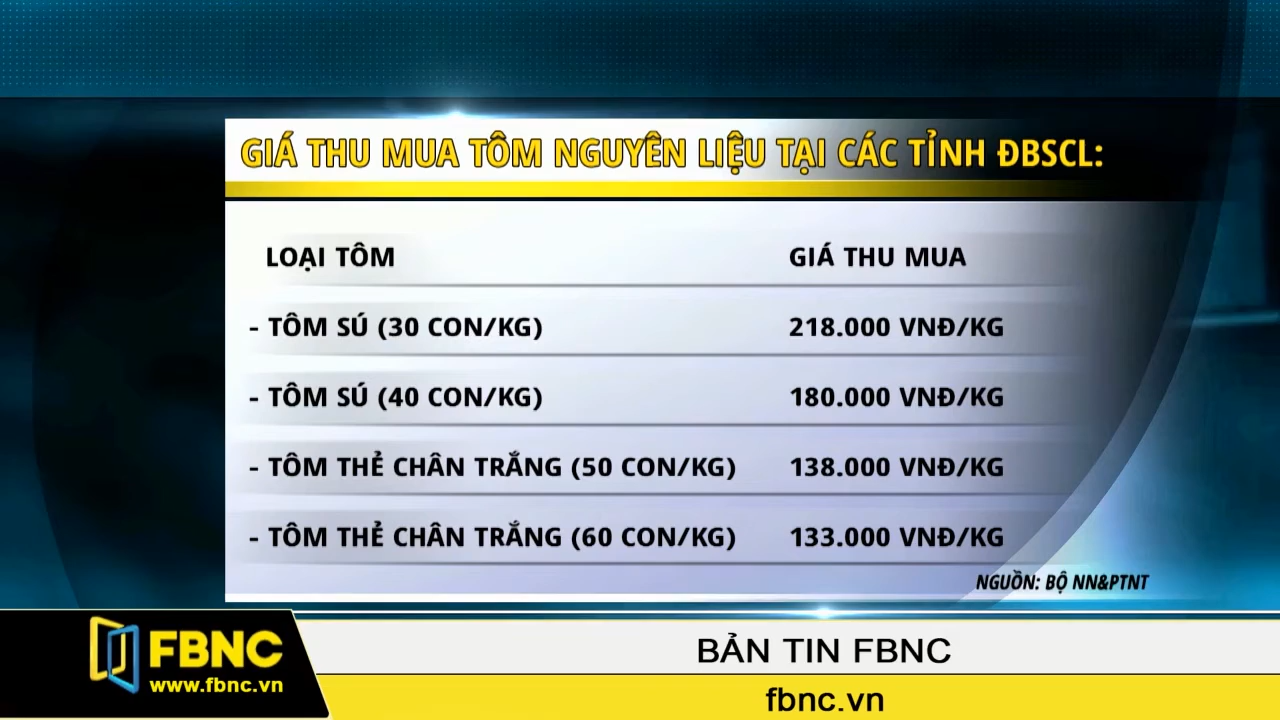 GIÁ THU MUA TÔM NGUYÊN LIỆU TẠI CÁC TỈNH ĐBSCL:
LOẠI TÔM GIÁ THU MUA
- TÔM SÚ (30 CON/KG) 218.000 VNĐ/KG
- TÔM SÚ (40 CON/KG) 180.000 VNĐ/KG
- TÔM THẺ CHÂN TRẮNG (50 CON/KG) 138.000 VNĐ/KG
- TÔM THẺ CHÂN TRẮNG (60 CON/KG) 133.000 VNĐ/KG
NGUỒN: BỘ NN&PTNT
FBNC
www.fbnc.vn
BẢN TIN FBNC
fbnc.vn